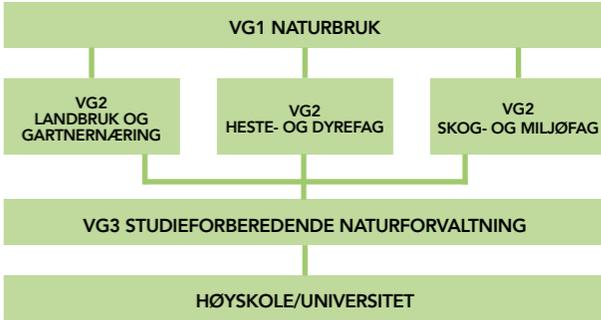 VG1 NATURBRUK
VG2
LANDBRUK OG
GARTNERNÆRING
VG2
HESTE- OG DYREFAG
VG2
SKOG- OG MILJØFAG
VG3 STUDIEFORBEREDENDE NATURFORVALTNING
HØYSKOLE/UNIVERSITET